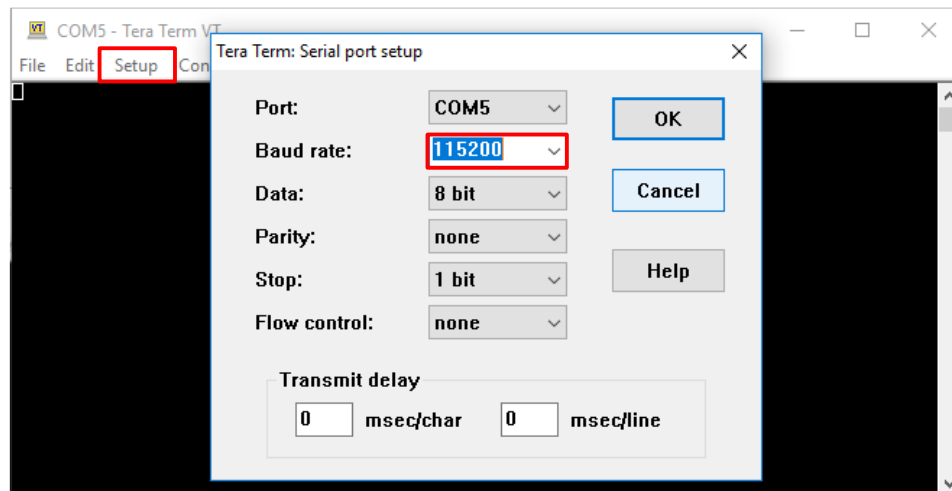 VT COM5 - Tera Term VT
File Edit Setup Con
Tera Term: Serial port setup
Port: COM5
OK
Baud rate: 115200
Data: 8 bit
Cancel
Parity: none
Stop: 1 bit
Help
Flow control: none
Transmit delay
0 msec/char 0 msec/line